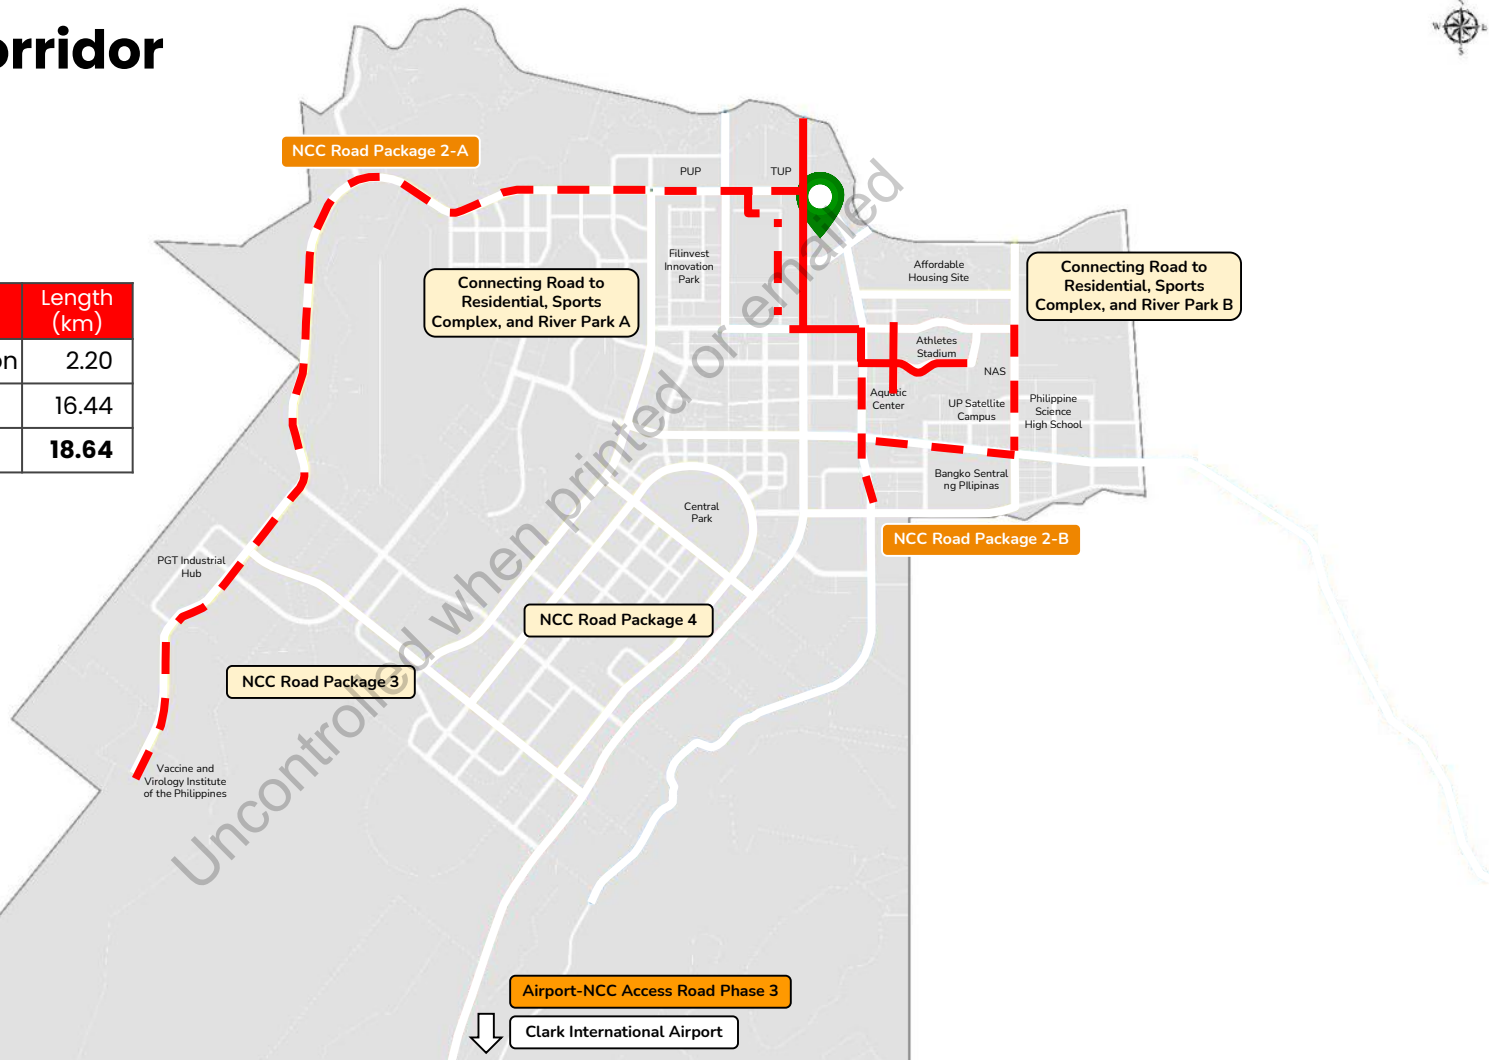 orridor
W
E
S
NCC Road Package 2-A
PUP
TUP
Filinvest
Innovation
Park
Affordable
Housing Site
Connecting Road to
Residential, Sports
Complex, and River Park A
Connecting Road to
Residential, Sports
Complex, and River Park B
Length
(km)
on
2.20
16.44
18.64
Athletes
Stadium
NAS
Aquatic
Center
UP Satellite
Campus
Philippine
Science
High School
Bangko Sentral
ng PIlipinas
Central
Park
NCC Road Package 2-B
PGT Industrial
Hub
NCC Road Package 4
NCC Road Package 3
Vaccine and
Virology Institute
of the Philippines
Uncontrolled when printed or emailed
Airport-NCC Access Road Phase 3
Clark International Airport